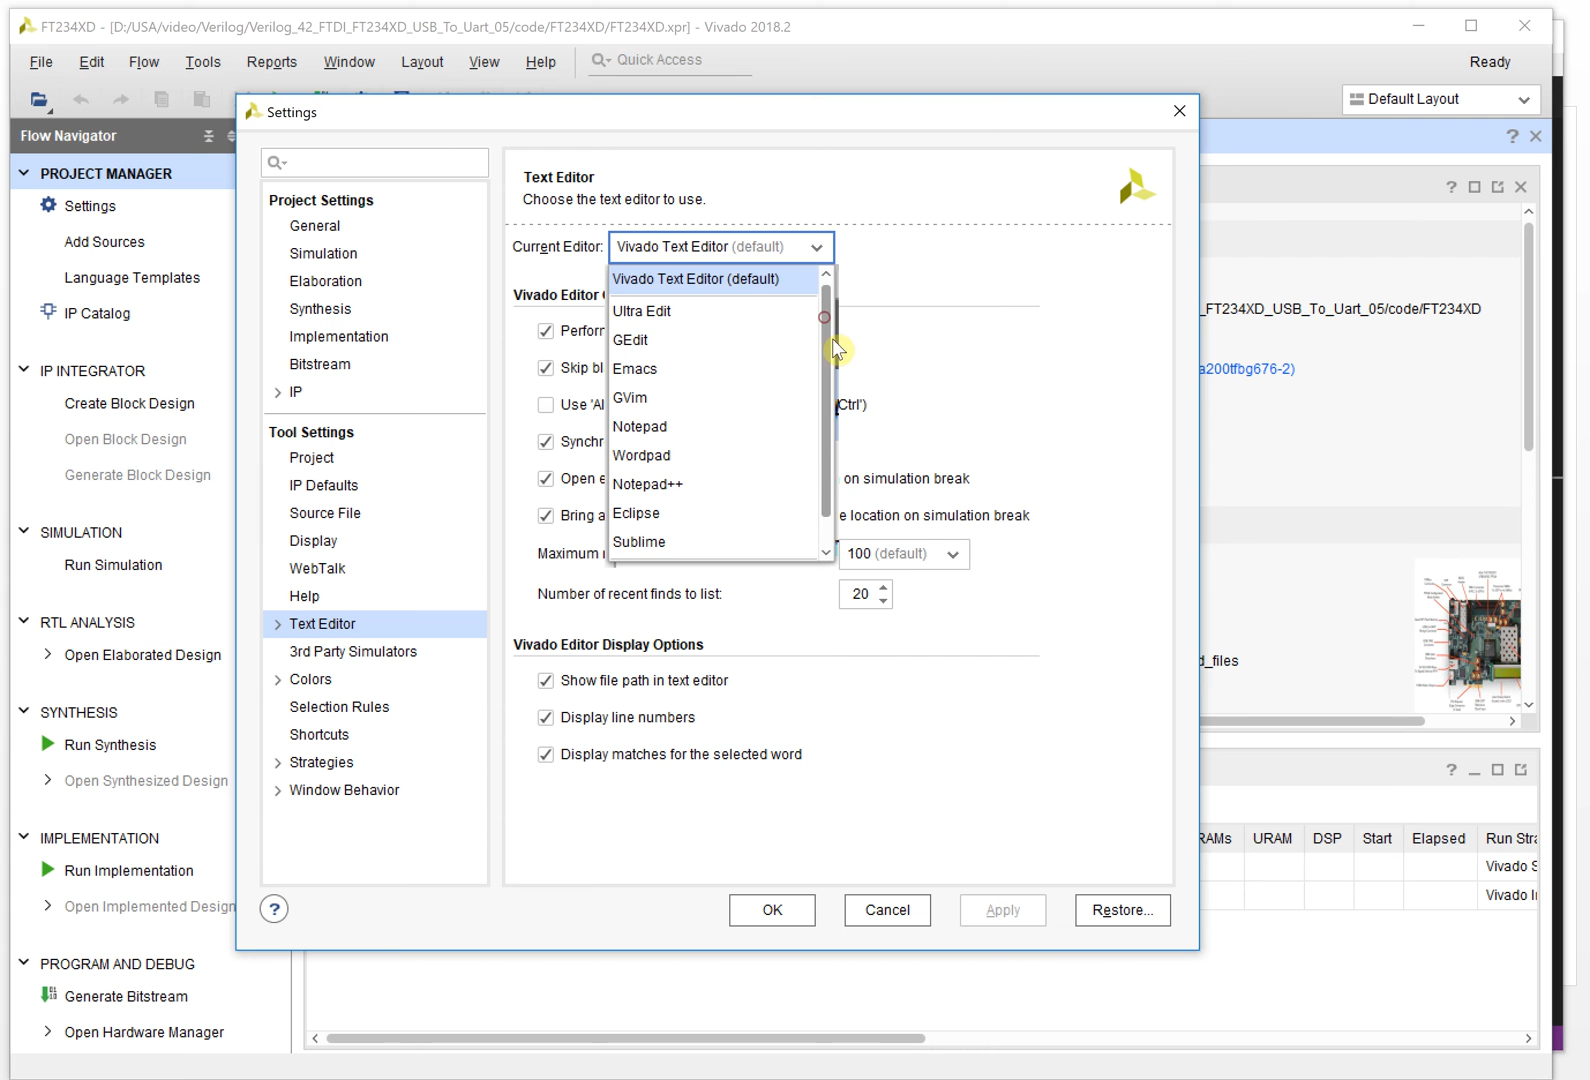 FT234XD - [D:/USA/video/Verilog/Verilog_42_FTDI_FT234XD_USB_To_Uart_05/code/FT234XD/FT234XD.xpr] - Vivado 2018.2
File Edit Flow Tools Reports Window Layout View Help Quick Access
Ready
Default Layout
Flow Navigator
PROJECT MANAGER
Settings
Add Sources
Language Templates
IP Catalog
IP INTEGRATOR
Create Block Design
Open Block Design
Generate Block Design
SIMULATION
Run Simulation
RTL ANALYSIS
Open Elaborated Design
SYNTHESIS
Run Synthesis
Open Synthesized Design
IMPLEMENTATION
Run Implementation
Open Implemented Design
PROGRAM AND DEBUG
Generate Bitstream
Open Hardware Manager
Settings
Project Settings
General
Simulation
Elaboration
Synthesis
Implementation
Bitstream
IP
Tool Settings
Project
IP Defaults
Source File
Display
WebTalk
Help
Text Editor
3rd Party Simulators
Colors
Selection Rules
Shortcuts
Strategies
Window Behavior
Text Editor
Choose the text editor to use.
Current Editor: Vivado Text Editor (default)
Vivado Text Editor (default)
Ultra Edit
GEdit
Emacs
GVim
Notepad
Wordpad
Notepad++
Eclipse
Sublime
Vivado Editor
Perforr
Skip bl
Use 'Al Ctrl')
Synchr
Open e on simulation break
Bring a e location on simulation break
Maximum 100 (default)
Number of recent finds to list: 20
Vivado Editor Display Options
Show file path in text editor
Display line numbers
Display matches for the selected word
? OK Cancel Apply Restore...
_FT234XD_USB_To_Uart_05/code/FT234XD
a200tfbg676-2)
d_files
RAMs URAM DSP Start Elapsed Run Stra
Vivado S
Vivado I